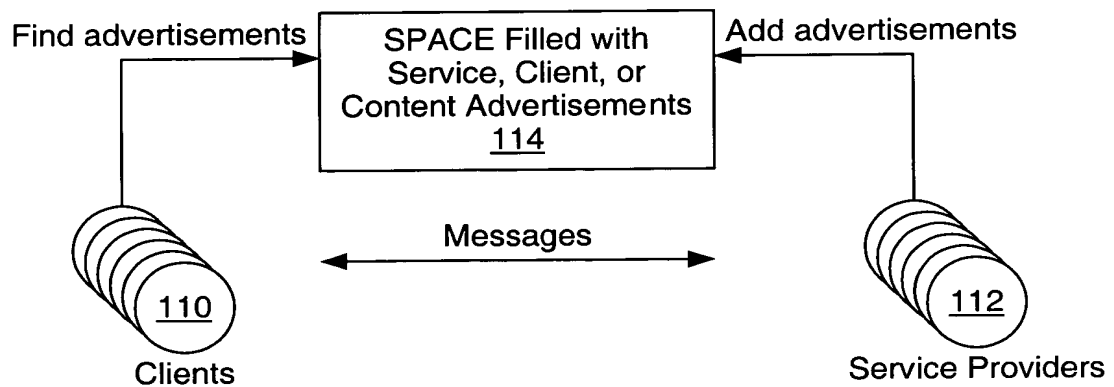 Find advertisements
SPACE Filled with
Service, Client, or
Content Advertisements
114
Add advertisements
Messages
110
Clients
112
Service Providers